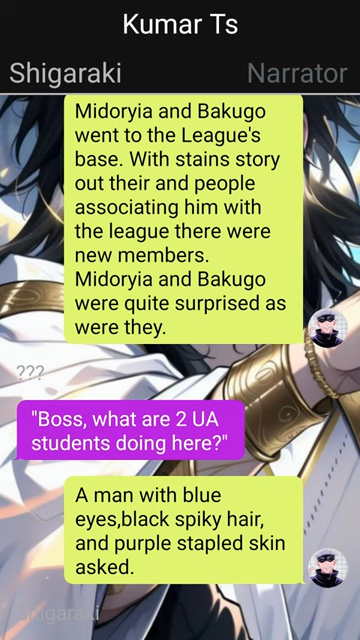 Kumar Ts
Shigaraki Narrator
Midoryia and Bakugo
went to the League's
base. With stains story
out their and people
associating him with
the league there were
new members.
Midoryia and Bakugo
were quite surprised as
were they.
???
"Boss, what are 2 UA
students doing here?"
A man with blue
eyes,black spiky hair,
and purple stapled skin
asked.
Shigaraki